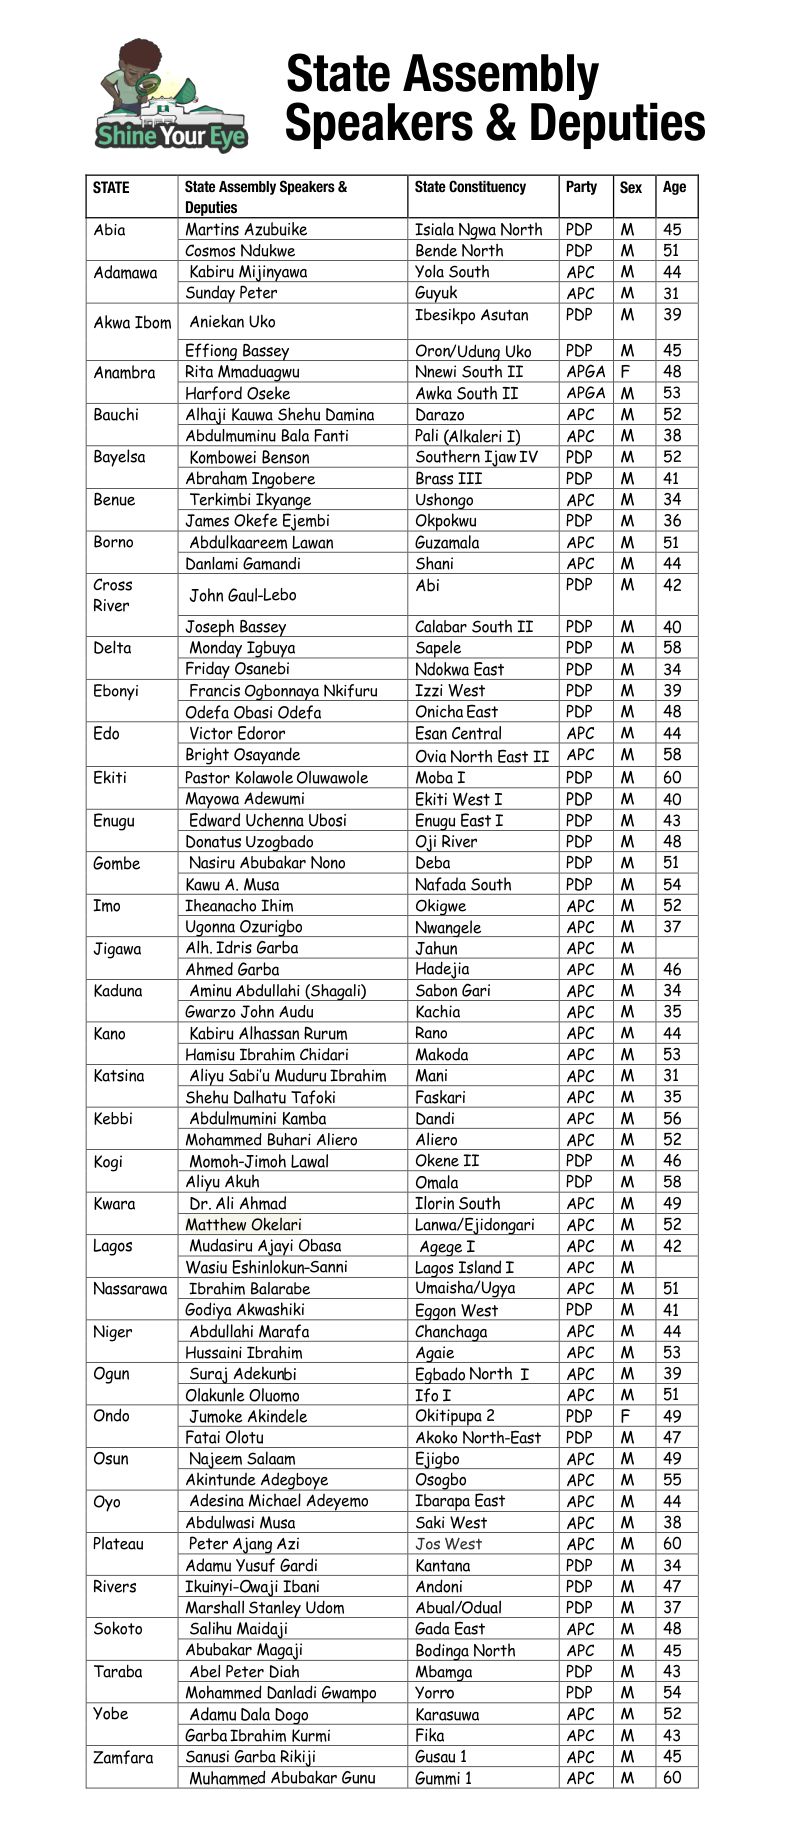 Shine Your Eye
State Assembly
Speakers & Deputies
STATE State Assembly Speakers & Deputies State Constituency Party Sex Age
Abia Martins Azubuike Isiala Ngwa North PDP M 45
Cosmos Ndukwe Bende North PDP M 51
Adamawa Kabiru Mijinyawa Yola South APC M 44
Sunday Peter Guyuk APC M 31
Akwa Ibom Aniekan Uko Ibesikpo Asutan PDP M 39
Effiong Bassey Oron/Udung Uko PDP M 45
Anambra Rita Mmaduagwu Nnewi South II APGA F 48
Harford Oseke Awka South II APGA M 53
Bauchi Alhaji Kauwa Shehu Damina Darazo APC M 52
Abdulmuminu Bala Fanti Pali (Alkaleri I) APC M 38
Bayelsa Kombowei Benson Southern Ijaw IV PDP M 52
Abraham Ingobere Brass III PDP M 41
Benue Terkimbi Ikyange Ushongo APC M 34
James Okefe Ejembi Okpokwu PDP M 36
Borno Abdulkaareem Lawan Guzamala APC M 51
Danlami Gamandi Shani APC M 44
Cross River John Gaul-Lebo Abi PDP M 42
Joseph Bassey Calabar South II PDP M 40
Delta Monday Igbuya Sapele PDP M 58
Friday Osanebi Ndokwa East PDP M 34
Ebonyi Francis Ogbonnaya Nkifuru Izzi West PDP M 39
Odefa Obasi Odefa Onicha East PDP M 48
Edo Victor Edoror Esan Central APC M 44
Bright Osayande Ovia North East II APC M 58
Ekiti Pastor Kolawole Oluwawole Moba I PDP M 60
Mayowa Adewumi Ekiti West I PDP M 40
Enugu Edward Uchenna Ubosi Enugu East I PDP M 43
Donatus Uzogbado Oji River PDP M 48
Gombe Nasiru Abubakar Nono Deba PDP M 51
Kawu A. Musa Nafada South PDP M 54
Imo Iheanacho Ihim Okigwe APC M 52
Ugonna Ozurigbo Nwangele APC M 37
Jigawa Alh. Idris Garba Jahun APC M
Ahmed Garba Hadejia APC M 46
Kaduna Aminu Abdullahi (Shagali) Sabon Gari APC M 34
Gwarzo John Audu Kachia APC M 35
Kano Kabiru Alhassan Rurum Rano APC M 44
Hamisu Ibrahim Chidari Makoda APC M 53
Katsina Aliyu Sabi'u Muduru Ibrahim Mani APC M 31
Shehu Dalhatu Tafoki Faskari APC M 35
Kebbi Abdulmumini Kamba Dandi APC M 56
Mohammed Buhari Aliero Aliero APC M 52
Kogi Momoh-Jimoh Lawal Okene II PDP M 46
Aliyu Akuh Omala PDP M 58
Kwara Dr. Ali Ahmad Ilorin South APC M 49
Matthew Okelari Lanwa/Ejidongari APC M 52
Lagos Mudasiru Ajayi Obasa Agege I APC M 42
Wasiu Eshinlokun-Sanni Lagos Island I APC M
Nassarawa Ibrahim Balarabe Umaisha/Ugya APC M 51
Godiya Akwashiki Eggon West PDP M 41
Niger Abdullahi Marafa Chanchaga APC M 44
Hussaini Ibrahim Agaie APC M 53
Ogun Suraj Adekunbi Egbado North I APC M 39
Olakunle Oluomo Ifo I APC M 51
Ondo Jumoke Akindele Okitipupa 2 PDP F 49
Fatai Olotu Akoko North-East PDP M 47
Osun Najeem Salaam Ejigbo APC M 49
Akintunde Adegboye Osogbo APC M 55
Oyo Adesina Michael Adeyemo Ibarapa East APC M 44
Abdulwasi Musa Saki West APC M 38
Plateau Peter Ajang Azi Jos West APC M 60
Adamu Yusuf Gardi Kantana PDP M 34
Rivers Ikuinyi-Owaji Ibani Andoni PDP M 47
Marshall Stanley Udom Abual/Odual PDP M 37
Sokoto Salihu Maidaji Gada East APC M 48
Abubakar Magaji Bodinga North APC M 45
Taraba Abel Peter Diah Mbamga PDP M 43
Mohammed Danladi Gwampo Yorro PDP M 54
Yobe Adamu Dala Dogo Karasuwa APC M 52
Garba Ibrahim Kurmi Fika APC M 43
Zamfara Sanusi Garba Rikiji Gusau 1 APC M 45
Muhammed Abubakar Gunu Gummi 1 APC M 60